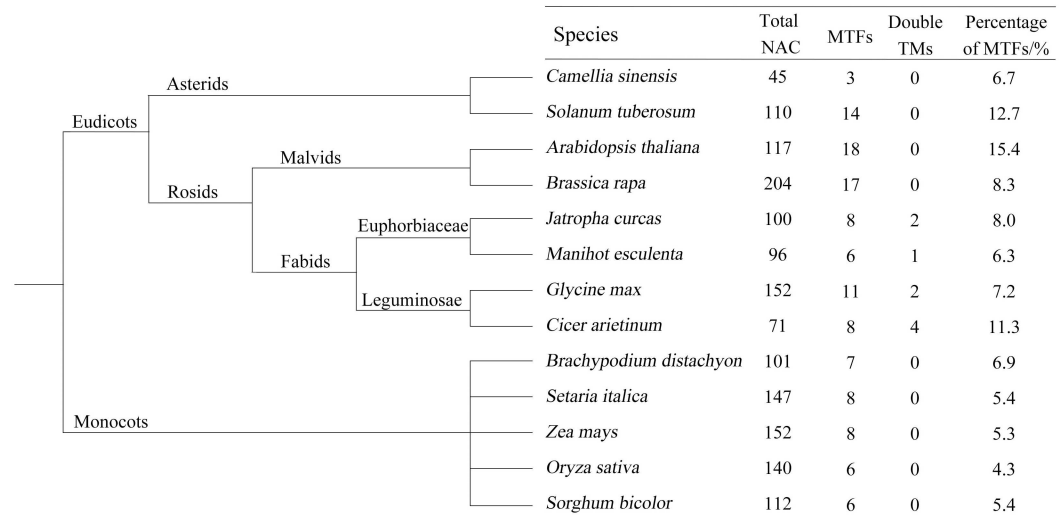 Species Total NAC MTFs Double TMs Percentage of MTFs/%
Asterids
Camellia sinensis 45 3 0 6.7
Eudicots
Solanum tuberosum 110 14 0 12.7
Malvids
Arabidopsis thaliana 117 18 0 15.4
Rosids
Brassica rapa 204 17 0 8.3
Euphorbiaceae
Jatropha curcas 100 8 2 8.0
Fabids
Manihot esculenta 96 6 1 6.3
Leguminosae
Glycine max 152 11 2 7.2
Cicer arietinum 71 8 4 11.3
Brachypodium distachyon 101 7 0 6.9
Setaria italica 147 8 0 5.4
Monocots
Zea mays 152 8 0 5.3
Oryza sativa 140 6 0 4.3
Sorghum bicolor 112 6 0 5.4